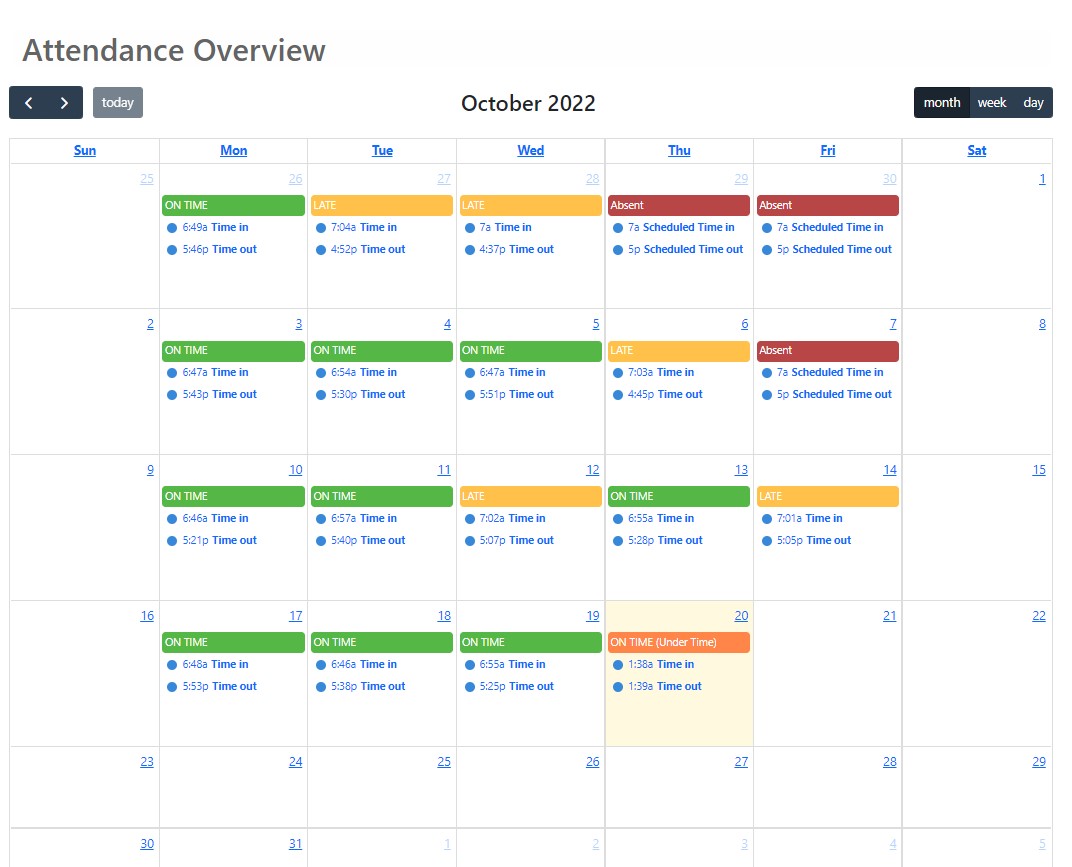 Attendance Overview
today
October 2022
month week day
Sun Mon Tue Wed Thu Fri Sat
25 26 27 28 29 30 1
ON TIME LATE LATE Absent Absent
6:49a Time in 7:04a Time in 7a Time in 7a Scheduled Time in 7a Scheduled Time in
5:46p Time out 4:52p Time out 4:37p Time out 5p Scheduled Time out 5p Scheduled Time out
2 3 4 5 6 7 8
ON TIME ON TIME ON TIME LATE Absent
6:47a Time in 6:54a Time in 6:47a Time in 7:03a Time in 7a Scheduled Time in
5:43p Time out 5:30p Time out 5:51p Time out 4:45p Time out 5p Scheduled Time out
9 10 11 12 13 14 15
ON TIME ON TIME LATE ON TIME LATE
6:46a Time in 6:57a Time in 7:02a Time in 6:55a Time in 7:01a Time in
5:21p Time out 5:40p Time out 5:07p Time out 5:28p Time out 5:05p Time out
16 17 18 19 20 21 22
ON TIME ON TIME ON TIME ON TIME (Under Time)
6:48a Time in 6:46a Time in 6:55a Time in 1:38a Time in
5:53p Time out 5:38p Time out 5:25p Time out 1:39a Time out
23 24 25 26 27 28 29
30 31 1 2 3 4 5